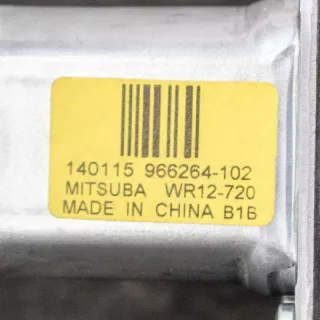 140115 966264-102
MITSUBA WR12-720
MADE IN CHINA B1B